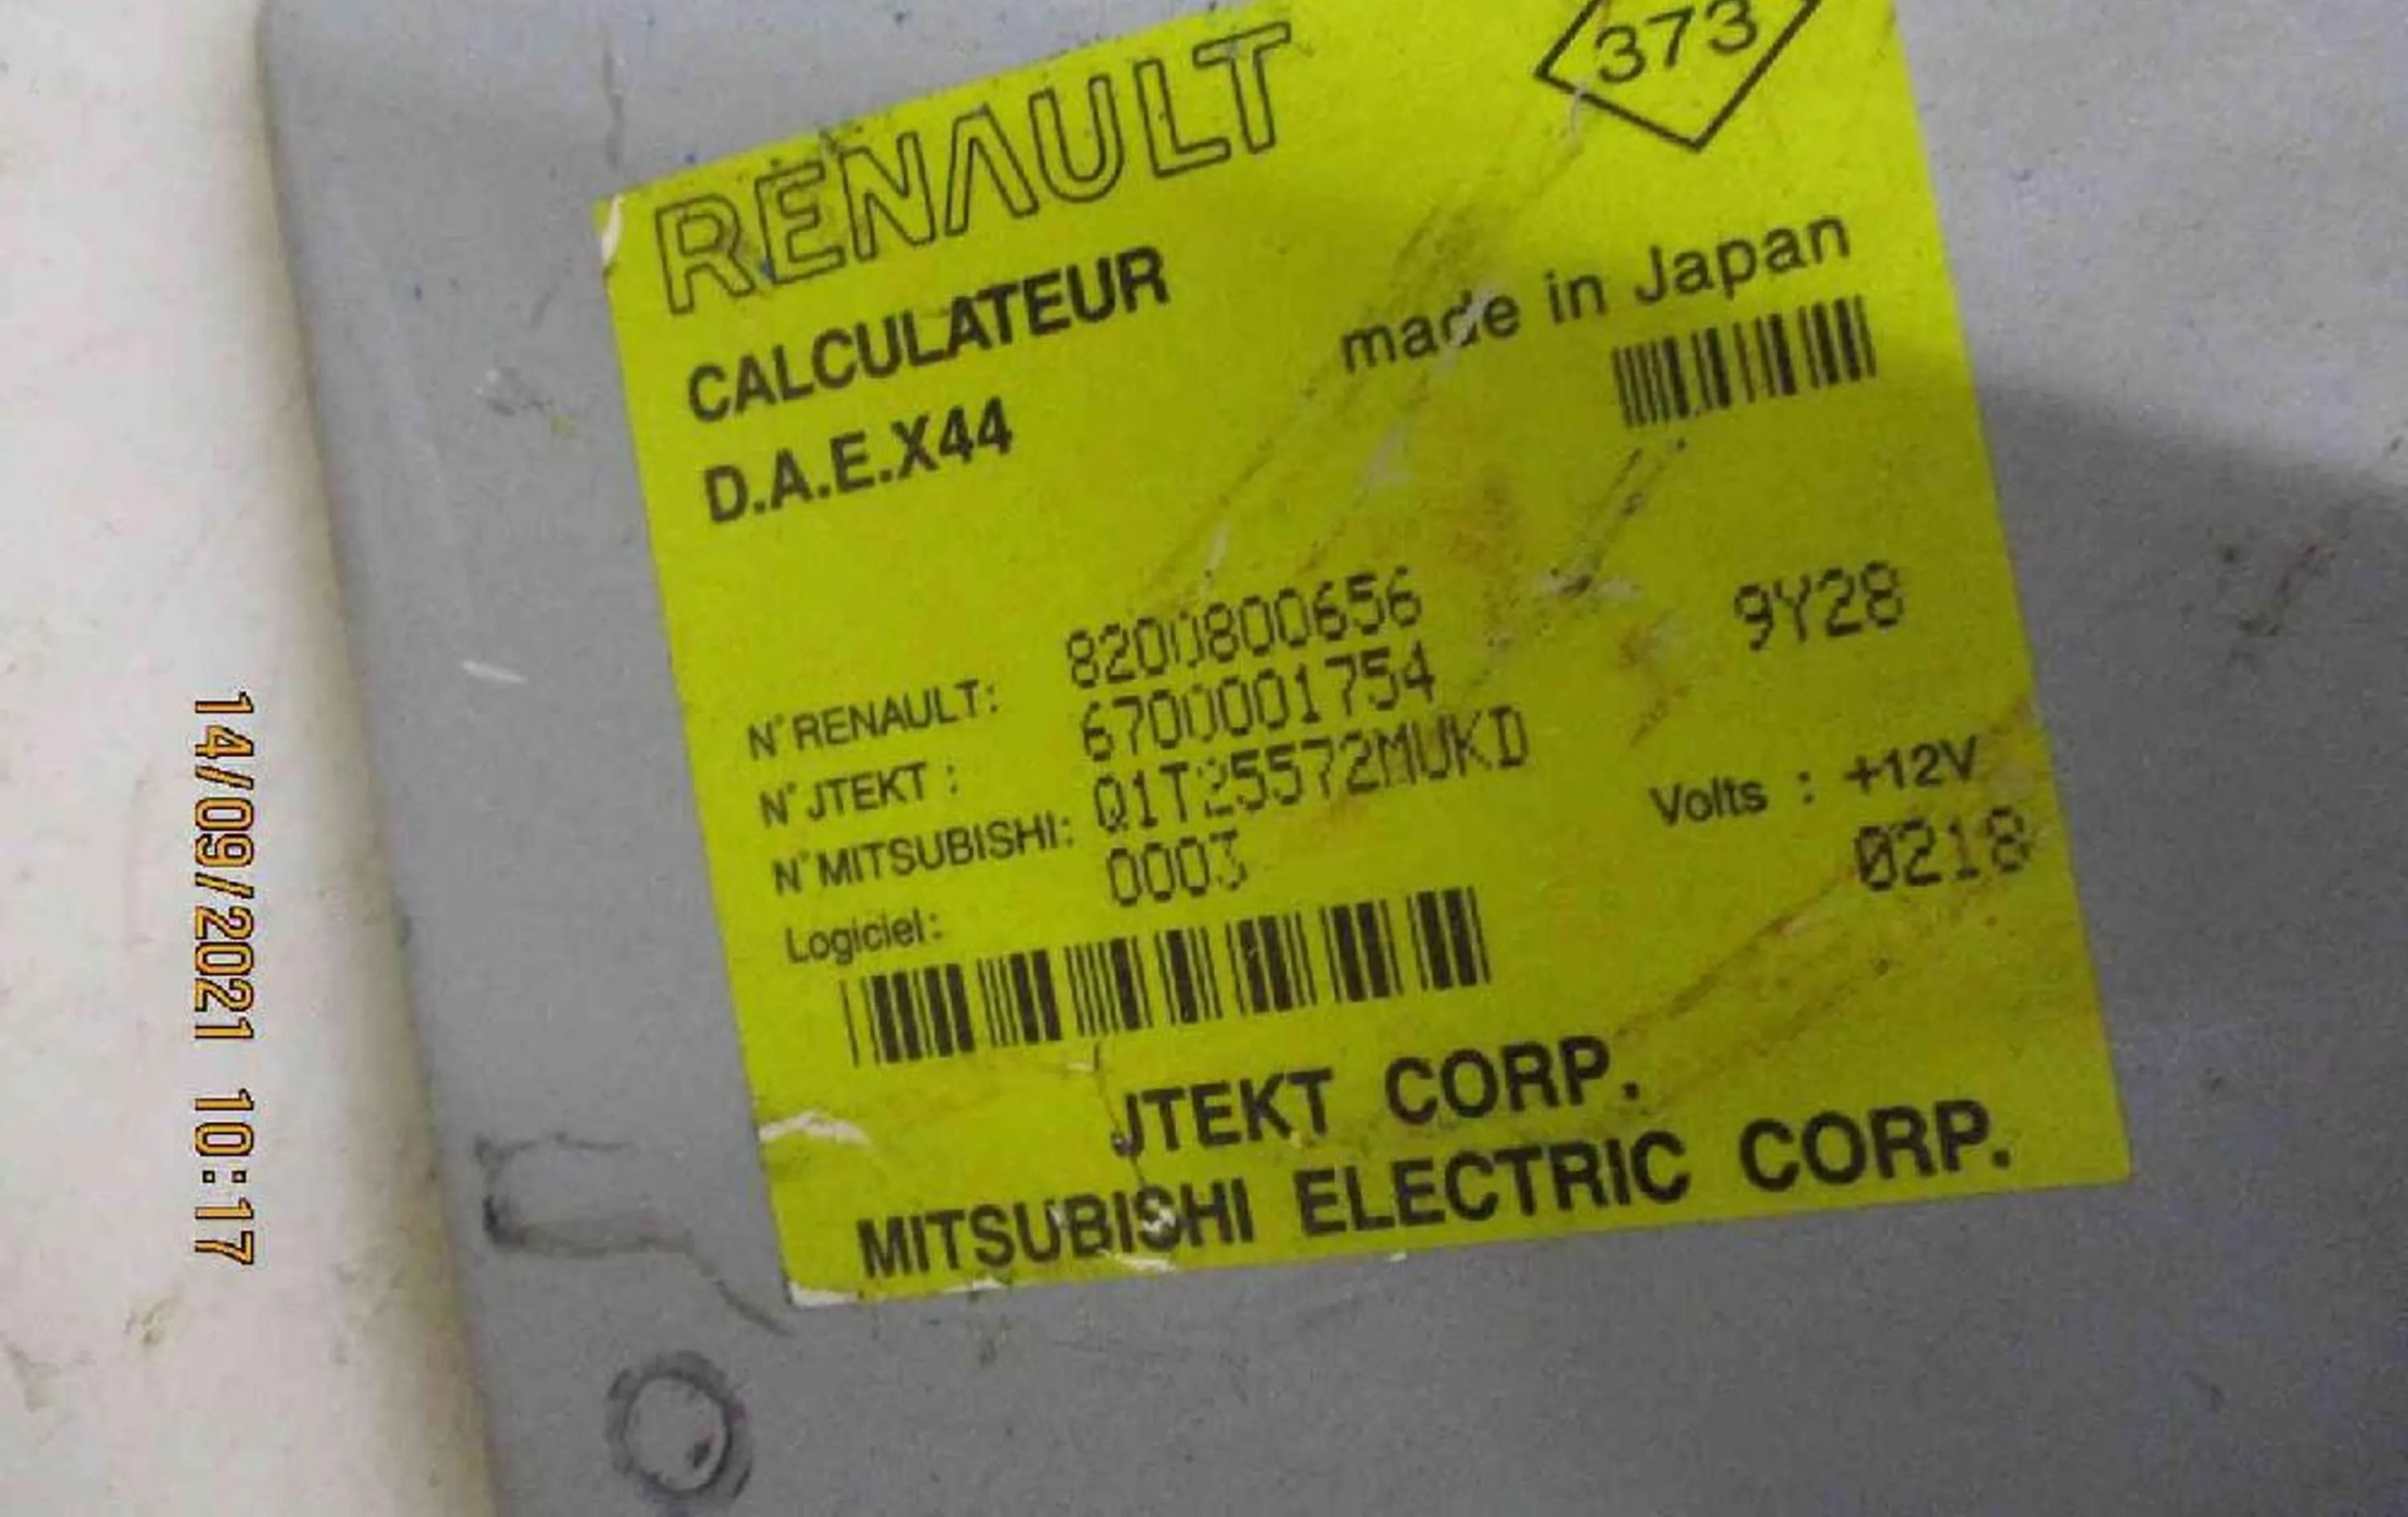 RENAULT
373
CALCULATEUR
made in Japan
D.A.E.X44
N°RENAULT: 8200800656 9Y28
N°JTEKT : 6700001754
N°MITSUBISHI: Q1T25572MUKD Volts : +12V
Logiciel: 0003 0218
JTEKT CORP.
MITSUBISHI ELECTRIC CORP.
14/09/2021 10:17